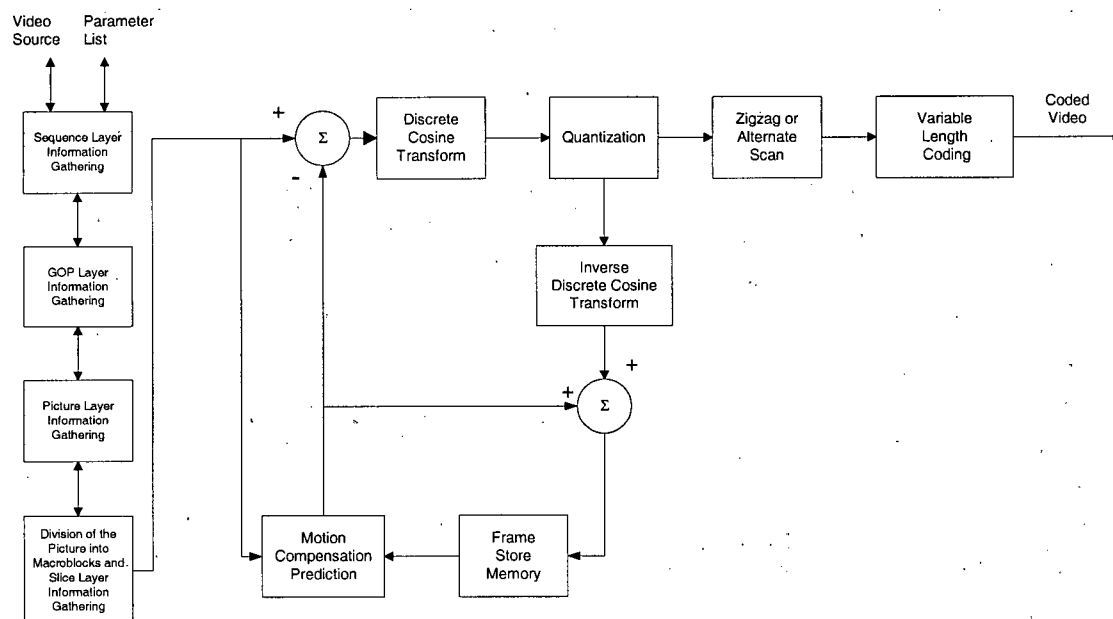 Video
Source
Parameter
List
Sequence Layer
Information
Gathering
GOP Layer
Information
Gathering
Picture Layer
Information
Gathering
Division of the
Picture into
Macroblocks and
Slice Layer
Information
Gathering
+
Σ
-
Discrete
Cosine
Transform
Quantization
Zigzag or
Alternate
Scan
Variable
Length
Coding
Coded
Video
Inverse
Discrete Cosine
Transform
+
+
Σ
Motion
Compensation
Prediction
Frame
Store
Memory